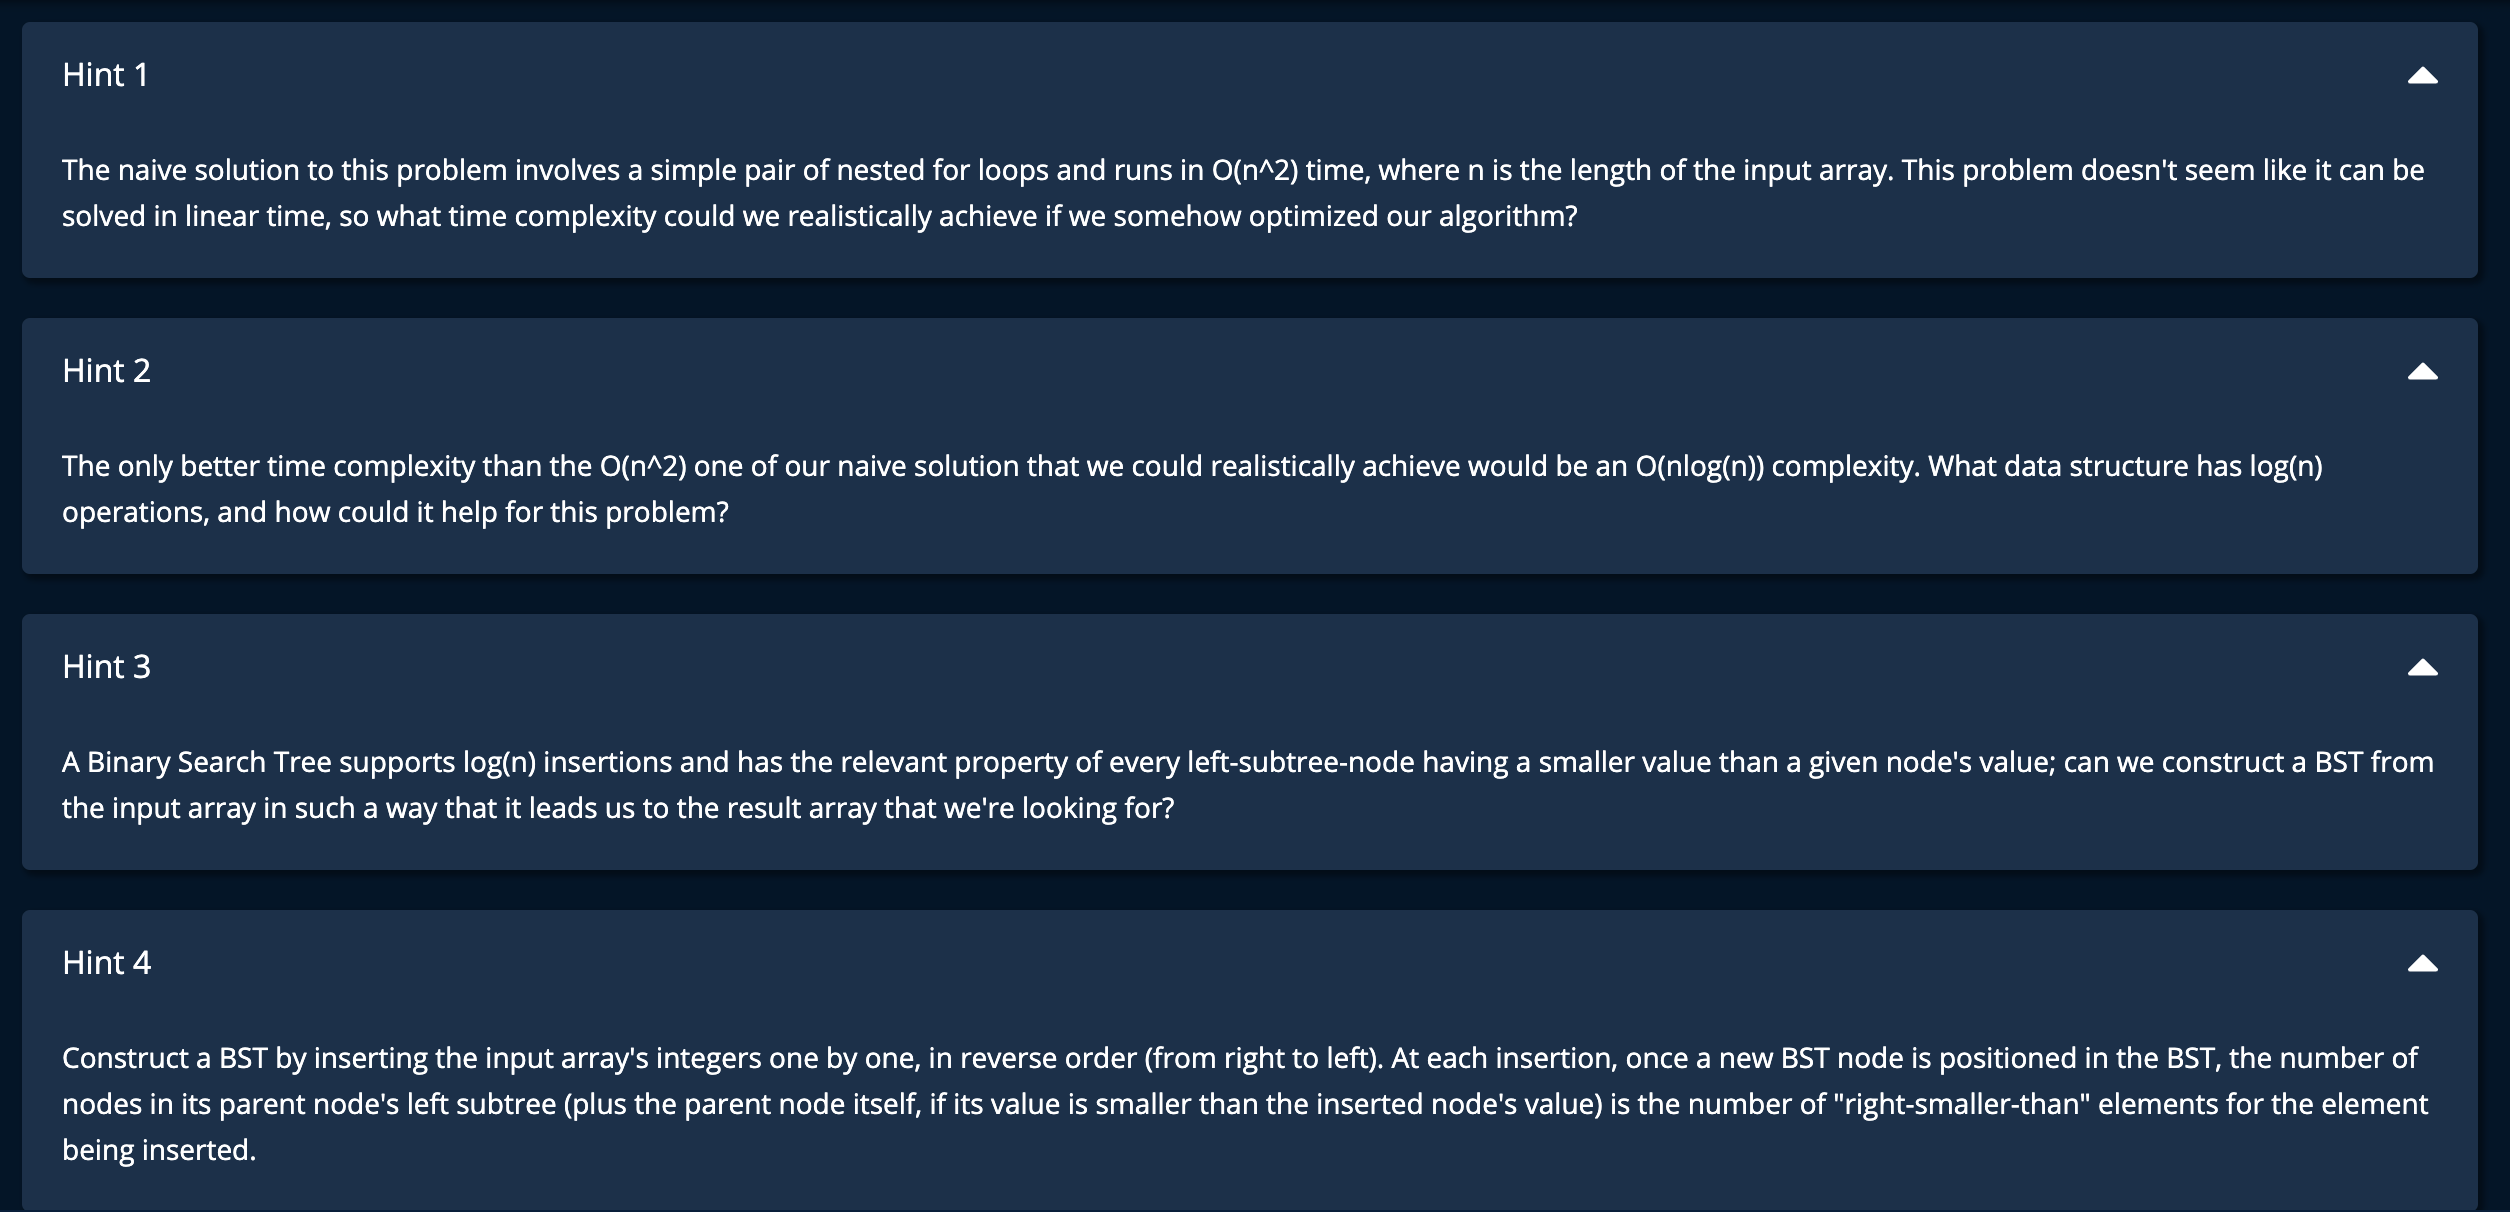 Hint 1
The naive solution to this problem involves a simple pair of nested for loops and runs in O(n^2) time, where n is the length of the input array. This problem doesn't seem like it can be
solved in linear time, so what time complexity could we realistically achieve if we somehow optimized our algorithm?
Hint 2
The only better time complexity than the O(n^2) one of our naive solution that we could realistically achieve would be an O(nlog(n)) complexity. What data structure has log(n)
operations, and how could it help for this problem?
Hint 3
A Binary Search Tree supports log(n) insertions and has the relevant property of every left-subtree-node having a smaller value than a given node's value; can we construct a BST from
the input array in such a way that it leads us to the result array that we're looking for?
Hint 4
Construct a BST by inserting the input array's integers one by one, in reverse order (from right to left). At each insertion, once a new BST node is positioned in the BST, the number of
nodes in its parent node's left subtree (plus the parent node itself, if its value is smaller than the inserted node's value) is the number of "right-smaller-than" elements for the element
being inserted.